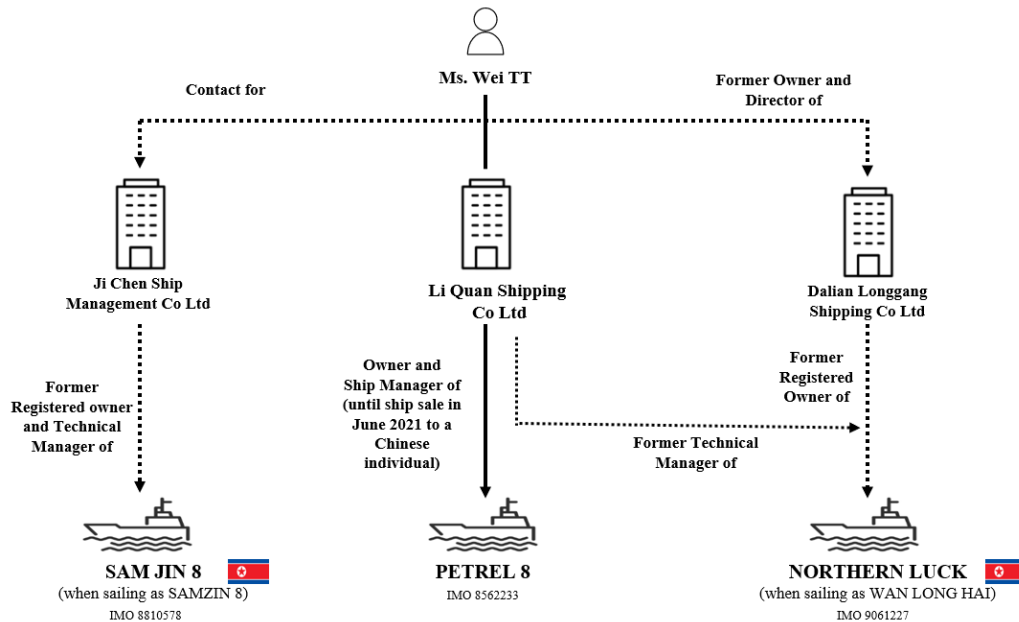 Ms. Wei TT
Contact for
Former Owner and
Director of
Ji Chen Ship
Management Co Ltd
Li Quan Shipping
Co Ltd
Dalian Longgang
Shipping Co Ltd
Former
Registered owner
and Technical
Manager of
Owner and
Ship Manager of
(until ship sale in
June 2021 to a
Chinese
individual)
Former
Registered
Owner of
Former Technical
Manager of
SAM JIN 8
(when sailing as SAMZIN 8)
IMO 8810578
PETREL 8
IMO 8562233
NORTHERN LUCK
(when sailing as WAN LONG HAI)
IMO 9061227